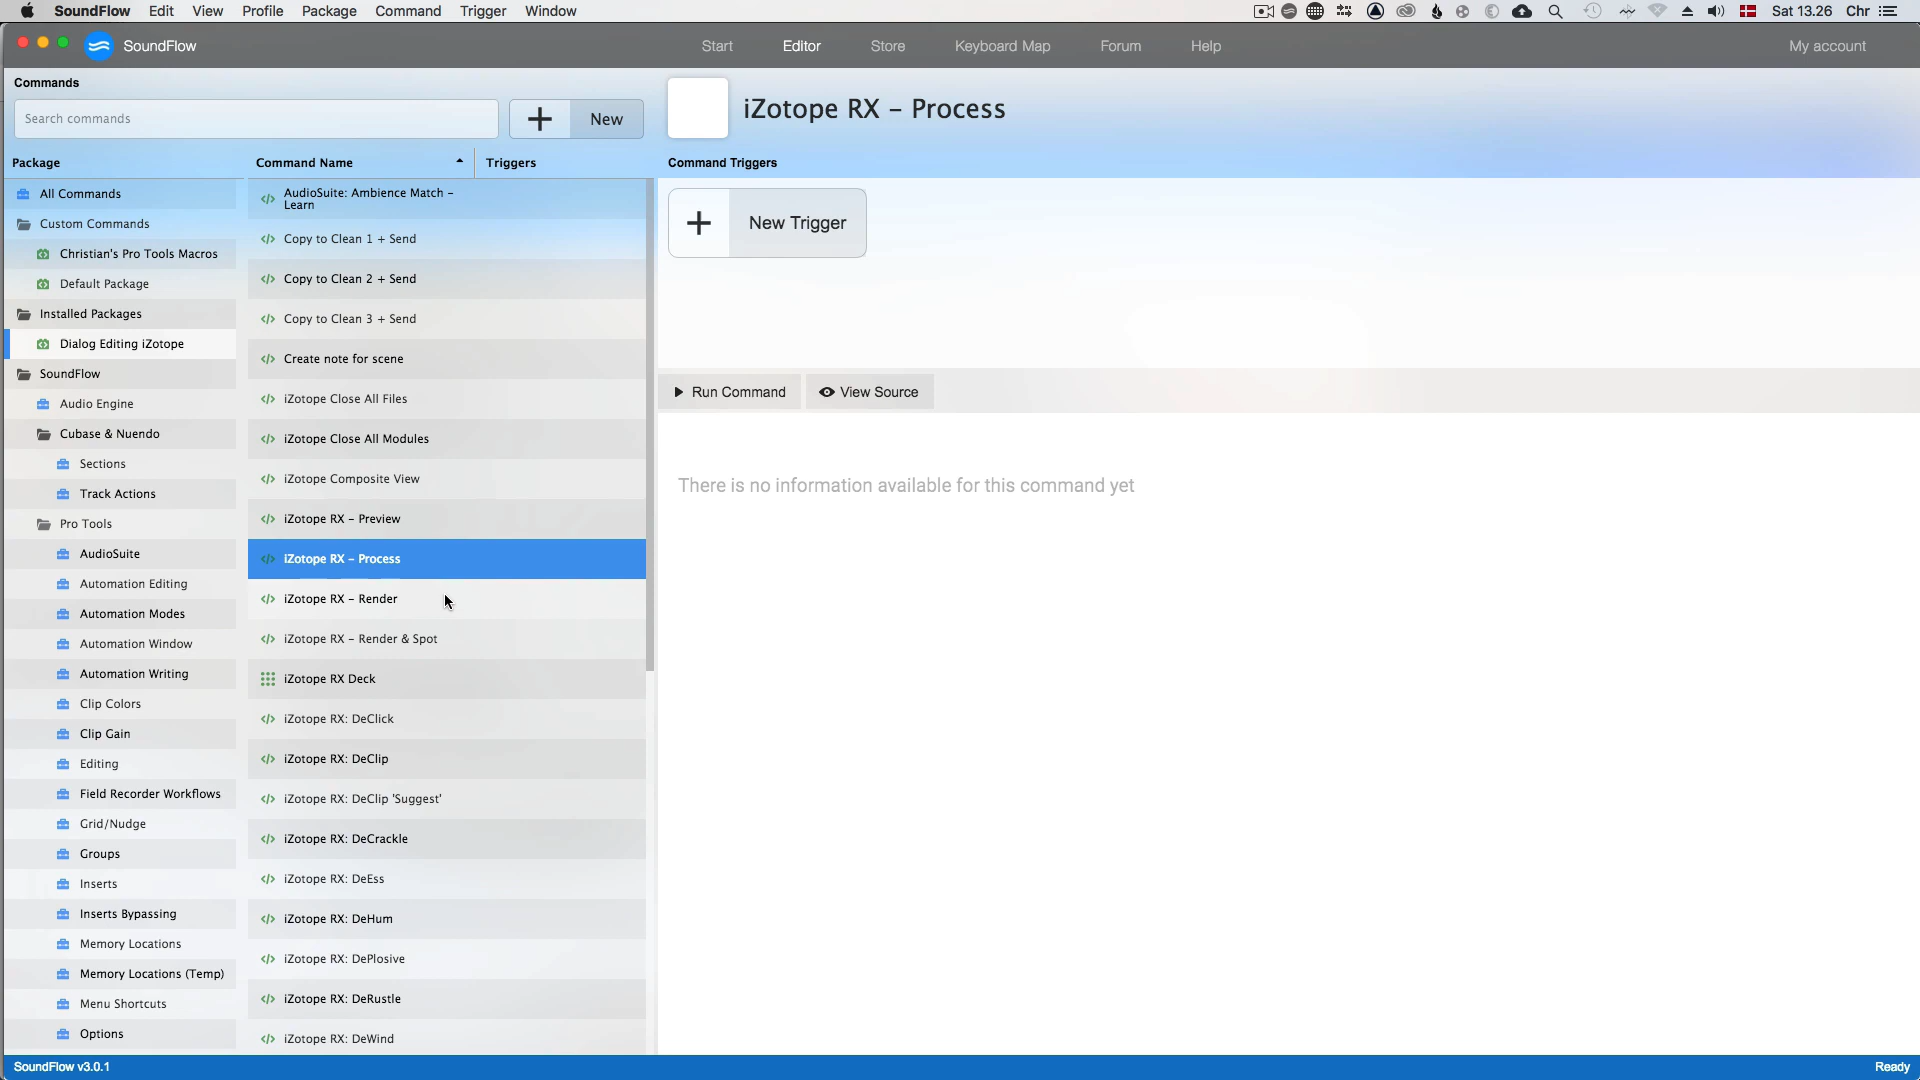 SoundFlow Edit View Profile Package Command Trigger Window Sat 13.26 Chr
SoundFlow Start Editor Store Keyboard Map Forum Help My account
Commands
Search commands
New
iZotope RX – Process
Package Command Name Triggers Command Triggers
All Commands
Custom Commands
Christian's Pro Tools Macros
Default Package
Installed Packages
Dialog Editing iZotope
SoundFlow
Audio Engine
Cubase & Nuendo
Sections
Track Actions
Pro Tools
AudioSuite
Automation Editing
Automation Modes
Automation Window
Automation Writing
Clip Colors
Clip Gain
Editing
Field Recorder Workflows
Grid/Nudge
Groups
Inserts
Inserts Bypassing
Memory Locations
Memory Locations (Temp)
Menu Shortcuts
Options
AudioSuite: Ambience Match –
Learn
Copy to Clean 1 + Send
Copy to Clean 2 + Send
Copy to Clean 3 + Send
Create note for scene
iZotope Close All Files
iZotope Close All Modules
iZotope Composite View
iZotope RX – Preview
iZotope RX – Process
iZotope RX – Render
iZotope RX – Render & Spot
iZotope RX Deck
iZotope RX: DeClick
iZotope RX: DeClip
iZotope RX: DeClip 'Suggest'
iZotope RX: DeCrackle
iZotope RX: DeEss
iZotope RX: DeHum
iZotope RX: DePlosive
iZotope RX: DeRustle
iZotope RX: DeWind
New Trigger
Run Command View Source
There is no information available for this command yet
SoundFlow v3.0.1 Ready